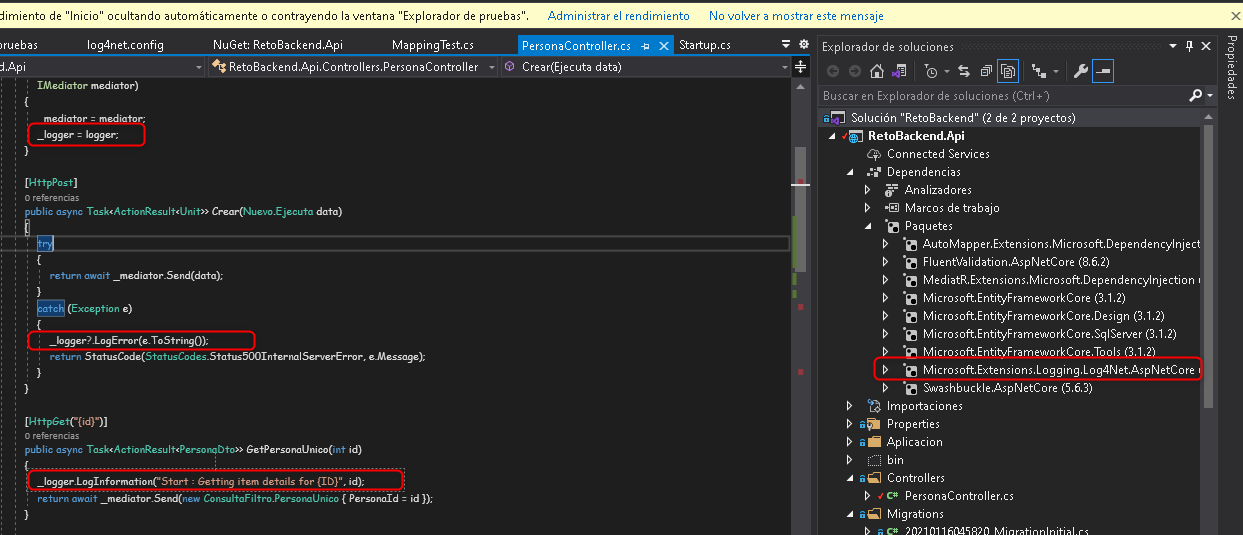 dimiento de "Inicio" ocultando automáticamente o contrayendo la ventana "Explorador de pruebas". Administrar el rendimiento No volver a mostrar este mensaje
pruebas log4net.config NuGet: RetoBackend.Api MappingTest.cs PersonaController.cs Startup.cs
d.Api RetoBackend.Api.Controllers.PersonaController Crear(Ejecuta data)
IMediator mediator)
{
_mediator = mediator;
_logger = logger;
}
[HttpPost]
0 referencias
public async Task<ActionResult<Unit>> Crear(Nuevo.Ejecuta data)
{
try
{
return await _mediator.Send(data);
}
catch (Exception e)
{
_logger?.LogError(e.ToString());
return StatusCode(StatusCodes.Status500InternalServerError, e.Message);
}
}
[HttpGet("{id}")]
0 referencias
public async Task<ActionResult<PersonaDto>> GetPersonaUnico(int id)
{
_logger.LogInformation("Start : Getting item details for {ID}", id);
return await _mediator.Send(new ConsultaFiltro.PersonaUnico { PersonaId = id });
}
Explorador de soluciones
Buscar en Explorador de soluciones (Ctrl+´)
Solución "RetoBackend" (2 de 2 proyectos)
RetoBackend.Api
Connected Services
Dependencias
Analizadores
Marcos de trabajo
Paquetes
AutoMapper.Extensions.Microsoft.DependencyInject
FluentValidation.AspNetCore (8.6.2)
MediatR.Extensions.Microsoft.DependencyInjection (
Microsoft.EntityFrameworkCore (3.1.2)
Microsoft.EntityFrameworkCore.Design (3.1.2)
Microsoft.EntityFrameworkCore.SqlServer (3.1.2)
Microsoft.EntityFrameworkCore.Tools (3.1.2)
Microsoft.Extensions.Logging.Log4Net.AspNetCore (
Swashbuckle.AspNetCore (5.6.3)
Importaciones
Properties
Aplicacion
bin
Controllers
C# PersonaController.cs
Migrations
C# 20210116045820_MigrationInitial.cs
Propiedades